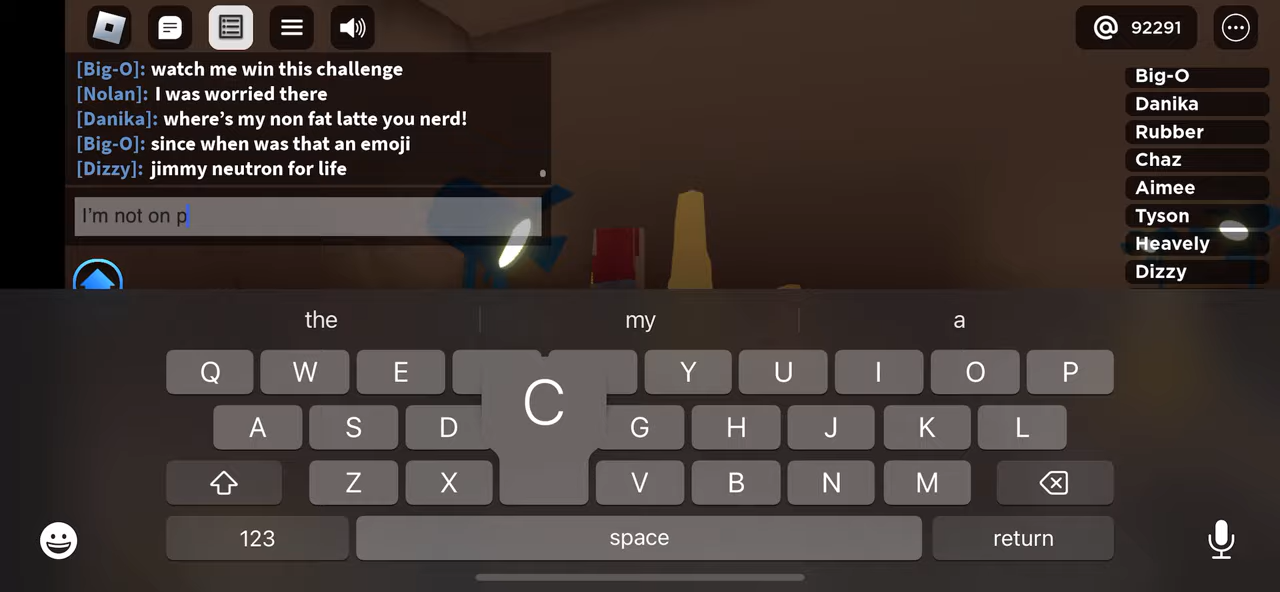 92291
[Big-O]: watch me win this challenge
[Nolan]: I was worried there
[Danika]: where’s my non fat latte you nerd!
[Big-O]: since when was that an emoji
[Dizzy]: jimmy neutron for life
I’m not on p
Big-O
Danika
Rubber
Chaz
Aimee
Tyson
Heavely
Dizzy
the my a
Q W E Y U I O P
C
A S D G H J K L
Z X V B N M
123 space return